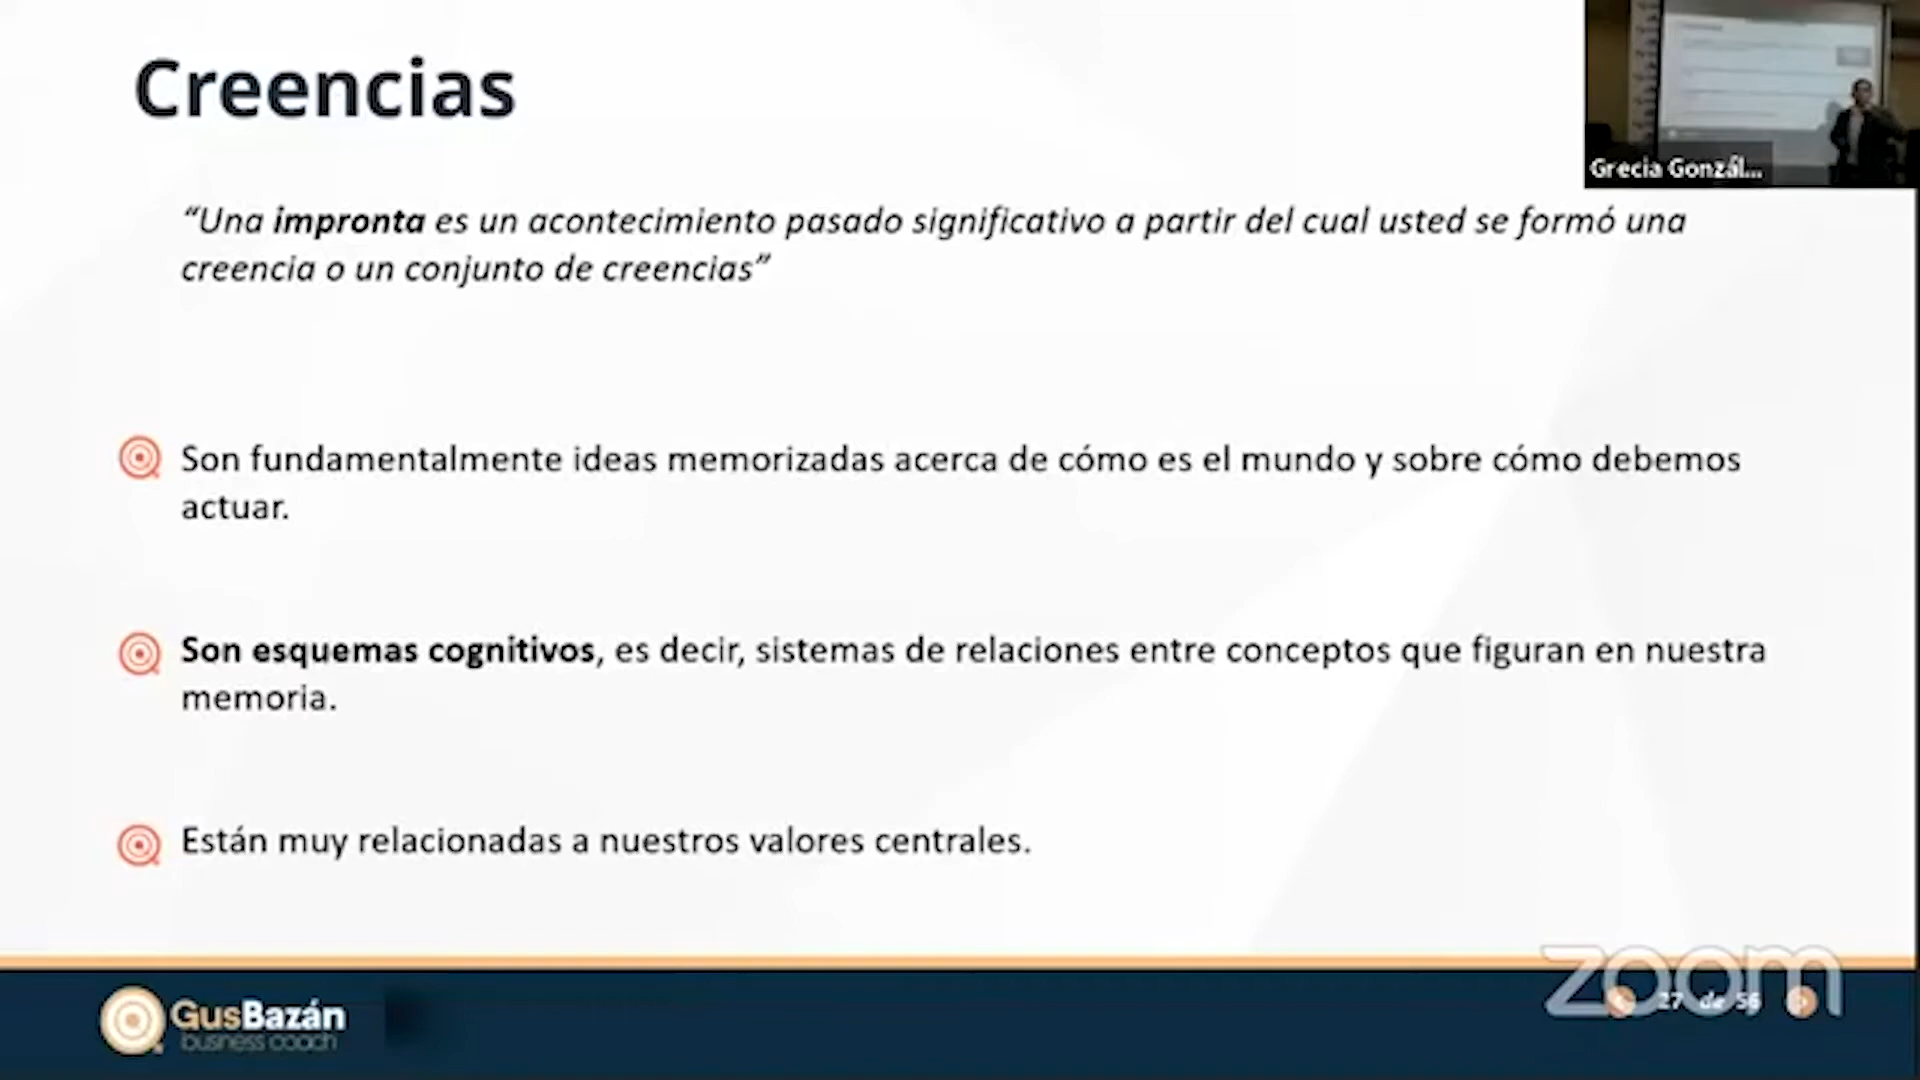 Creencias
Grecia Gonzál...
“Una impronta es un acontecimiento pasado significativo a partir del cual usted se formó una
creencia o un conjunto de creencias”
Son fundamentalmente ideas memorizadas acerca de cómo es el mundo y sobre cómo debemos
actuar.
Son esquemas cognitivos, es decir, sistemas de relaciones entre conceptos que figuran en nuestra
memoria.
Están muy relacionadas a nuestros valores centrales.
GusBazán
business coach
27 de 56
zoom